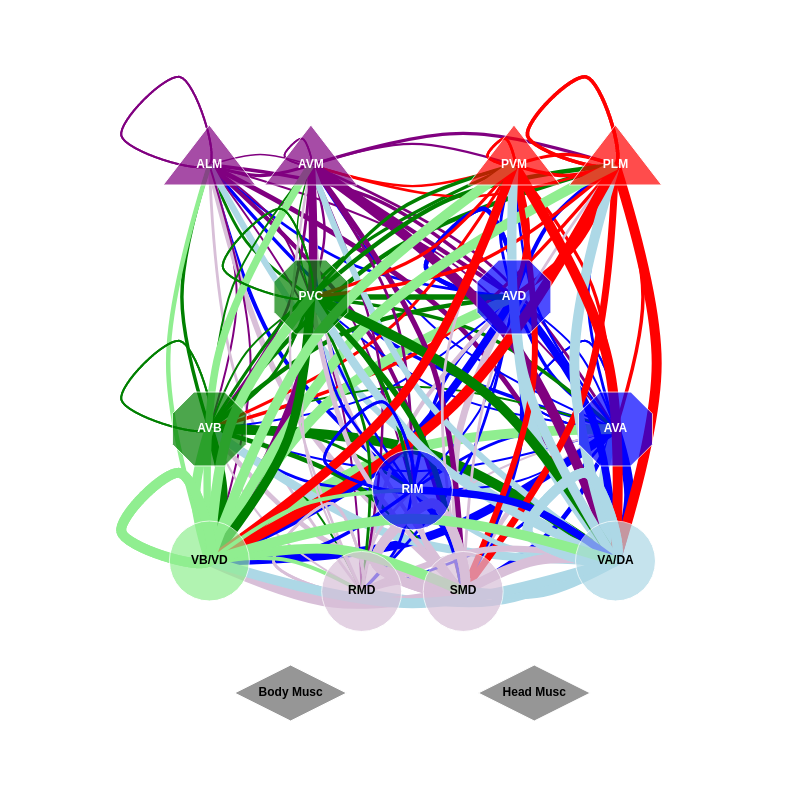 ALM
AVM
PVM
PLM
PVC
AVD
AVB
AVA
RIM
VB/VD
VA/DA
RMD
SMD
Body Musc
Head Musc